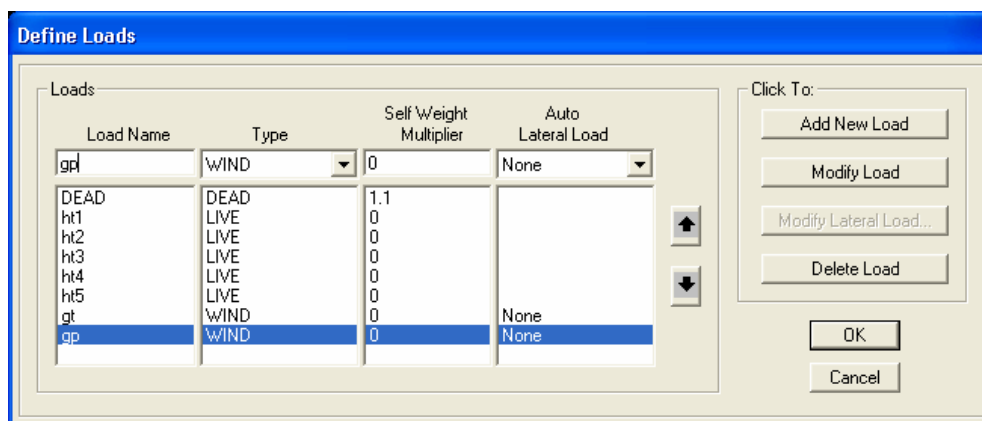 Define Loads
Loads
Click To:
Load Name Type Self Weight Multiplier Auto Lateral Load
gp WIND 0 None
DEAD DEAD 1.1
ht1 LIVE 0
ht2 LIVE 0
ht3 LIVE 0
ht4 LIVE 0
ht5 LIVE 0
gt WIND 0 None
gp WIND 0 None
Add New Load
Modify Load
Modify Lateral Load...
Delete Load
OK
Cancel